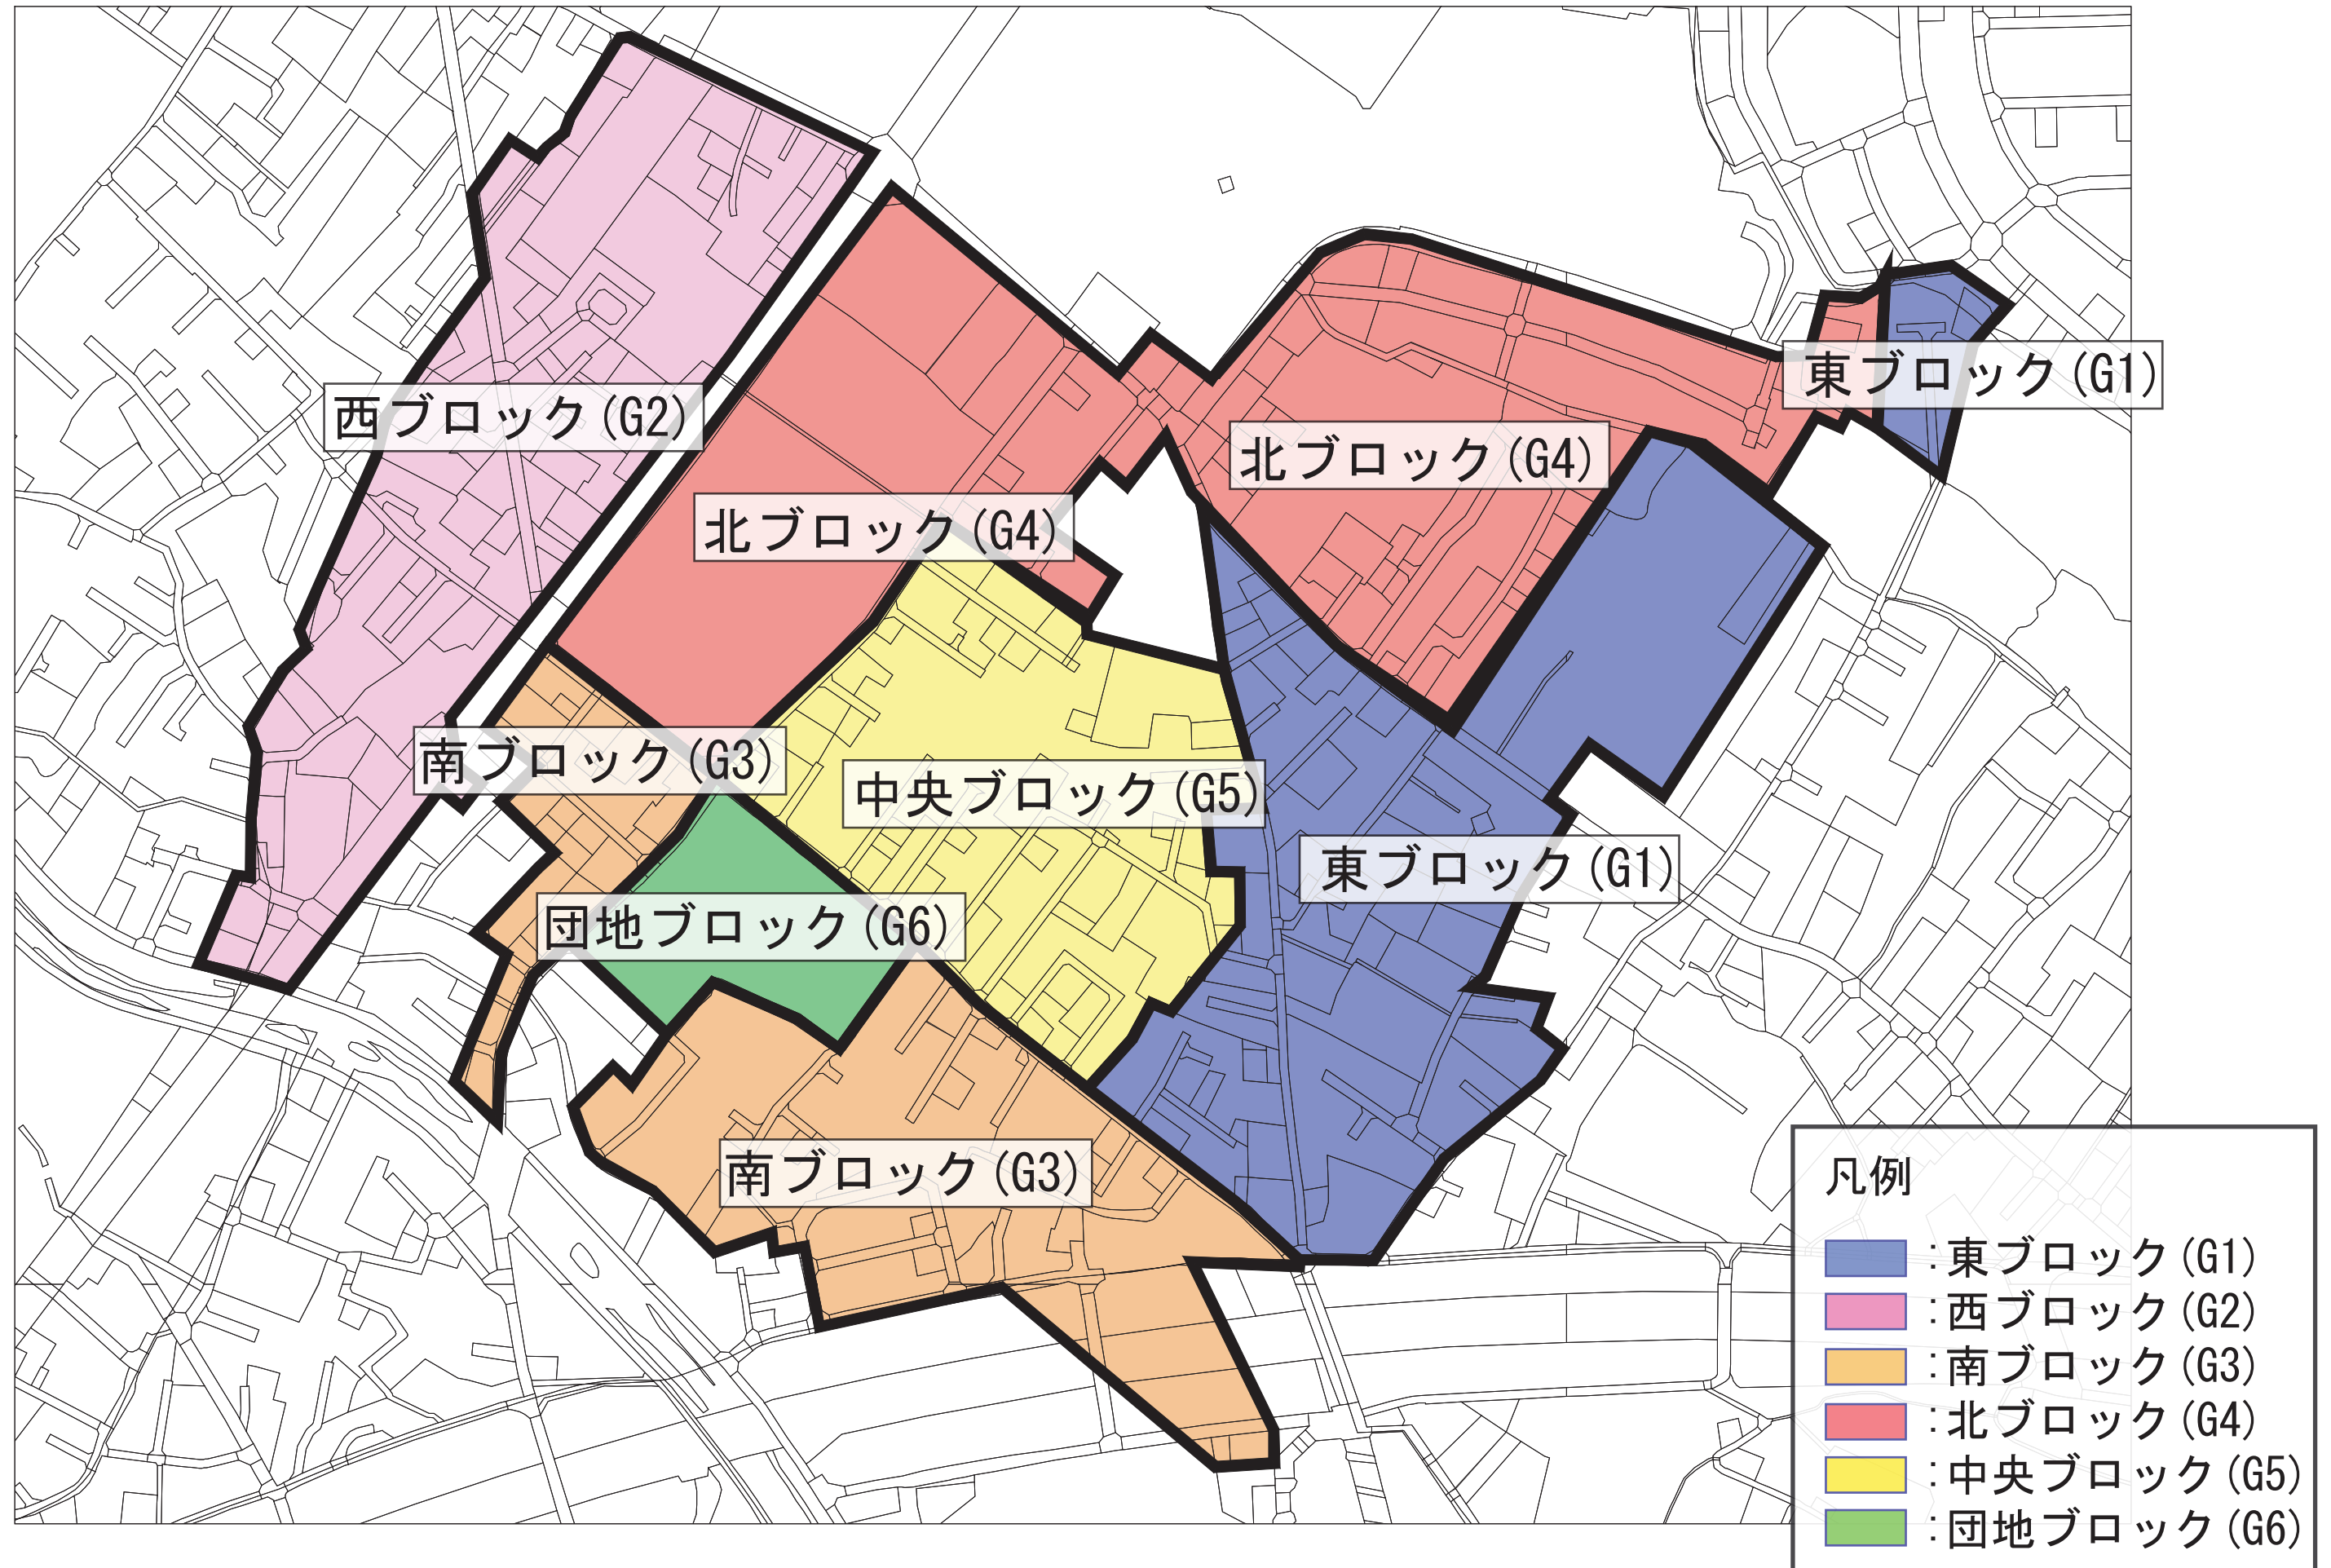 東ブロック(G1)
西ブロック(G2)
北ブロック(G4)
北ブロック(G4)
南ブロック(G3)
中央ブロック(G5)
東ブロック(G1)
団地ブロック(G6)
南ブロック(G3)
凡例
:東ブロック(G1)
:西ブロック(G2)
:南ブロック(G3)
:北ブロック(G4)
:中央ブロック(G5)
:団地ブロック(G6)